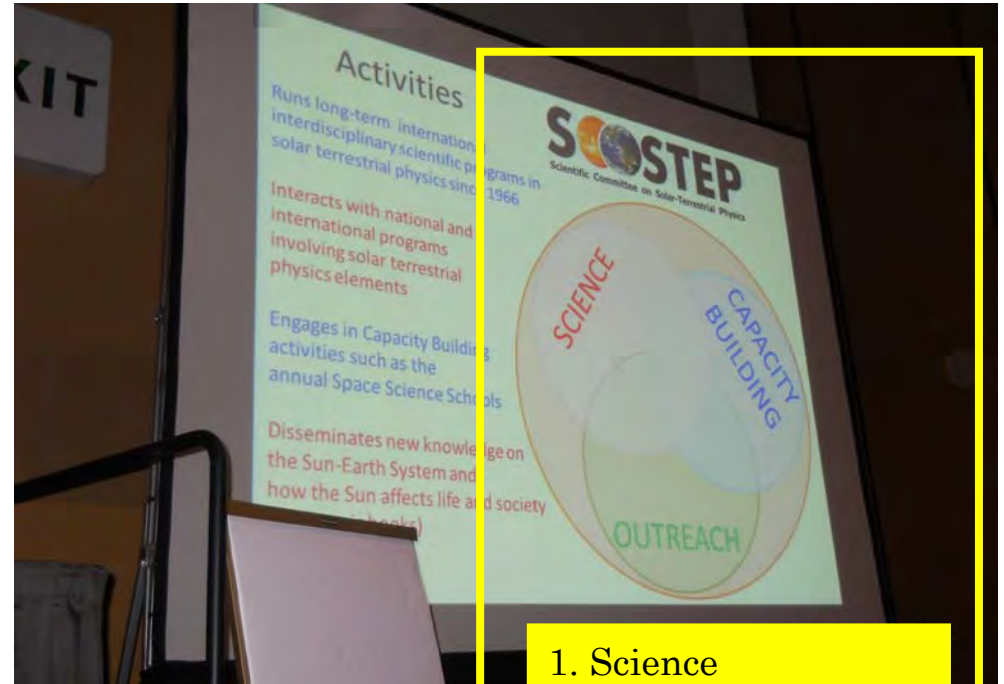 XIT
Activities
Runs long-term international
interdisciplinary scientific programs in
solar terrestrial physics since 1966
Interacts with national and
international programs
involving solar terrestrial
physics elements
Engages in Capacity Building
activities such as the
annual Space Science Schools
Disseminates new knowledge on
the Sun-Earth System and
how the Sun affects life and society
books)
SCOSTEP
Scientific Committee on Solar-Terrestrial Physics
SCIENCE
CAPACITY
BUILDING
OUTREACH
1. Science